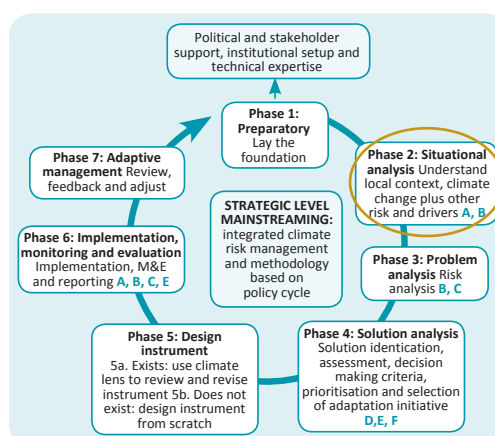 Political and stakeholder
support, institutional setup and
technical expertise
Phase 1:
Preparatory
Lay the
foundation
Phase 2: Situational
analysis Understand
local context, climate
change plus other
risk and drivers A, B
Phase 3: Problem
analysis Risk
analysis B, C
Phase 4: Solution analysis
Solution identication,
assessment, decision
making criteria,
prioritisation and selection
of adaptation initiative
D,E, F
Phase 5: Design
instrument
5a. Exists: use climate
lens to review and revise
instrument 5b. Does not
exist: design instrument
from scratch
Phase 6: Implementation,
monitoring and evaluation
Implementation, M&E
and reporting A, B, C, E
Phase 7: Adaptive
management Review,
feedback and adjust
STRATEGIC LEVEL
MAINSTREAMING:
integrated climate
risk management
and methodology
based on
policy cycle